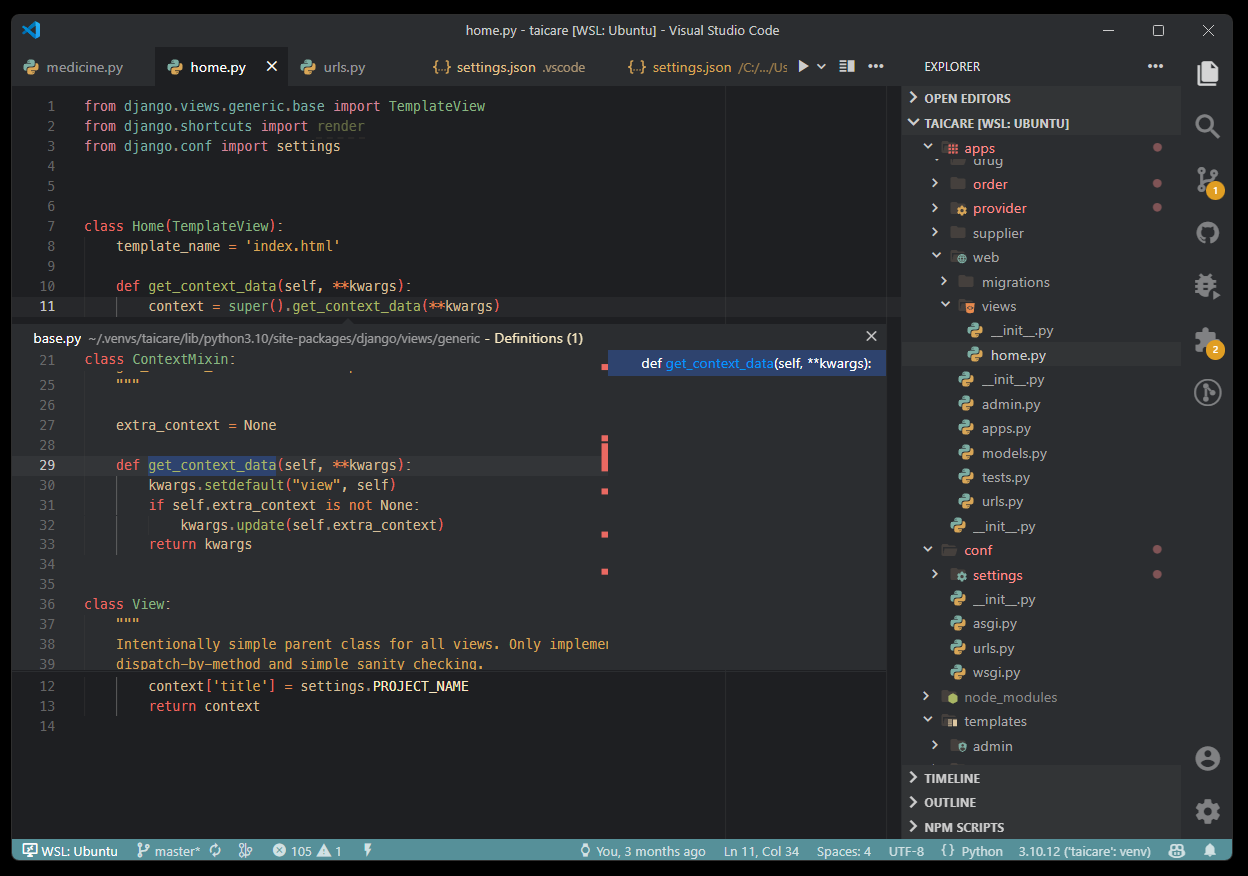 home.py - taicare [WSL: Ubuntu] - Visual Studio Code
medicine.py
home.py
urls.py
{..} settings.json .vscode
{..} settings.json /C:/.../Us
1 from django.views.generic.base import TemplateView
2 from django.shortcuts import render
3 from django.conf import settings
4
5
6
7 class Home(TemplateView):
8 template_name = 'index.html'
9
10 def get_context_data(self, **kwargs):
11 context = super().get_context_data(**kwargs)
base.py ~/.venvs/taicare/lib/python3.10/site-packages/django/views/generic - Definitions (1)
21 class ContextMixin:
25 """
26
27 extra_context = None
28
29 def get_context_data(self, **kwargs):
30 kwargs.setdefault("view", self)
31 if self.extra_context is not None:
32 kwargs.update(self.extra_context)
33 return kwargs
34
35
36 class View:
37 """
38 Intentionally simple parent class for all views. Only implemen
39 dispatch-by-method and simple sanity checking.
def get_context_data(self, **kwargs):
12 context['title'] = settings.PROJECT_NAME
13 return context
14
EXPLORER
OPEN EDITORS
TAICARE [WSL: UBUNTU]
apps
drug
order
provider
supplier
web
migrations
views
__init__.py
home.py
__init__.py
admin.py
apps.py
models.py
tests.py
urls.py
__init__.py
conf
settings
__init__.py
asgi.py
urls.py
wsgi.py
node_modules
templates
admin
TIMELINE
OUTLINE
NPM SCRIPTS
1
2
WSL: Ubuntu
master*
105
1
You, 3 months ago
Ln 11, Col 34
Spaces: 4
UTF-8
{} Python
3.10.12 ('taicare': venv)